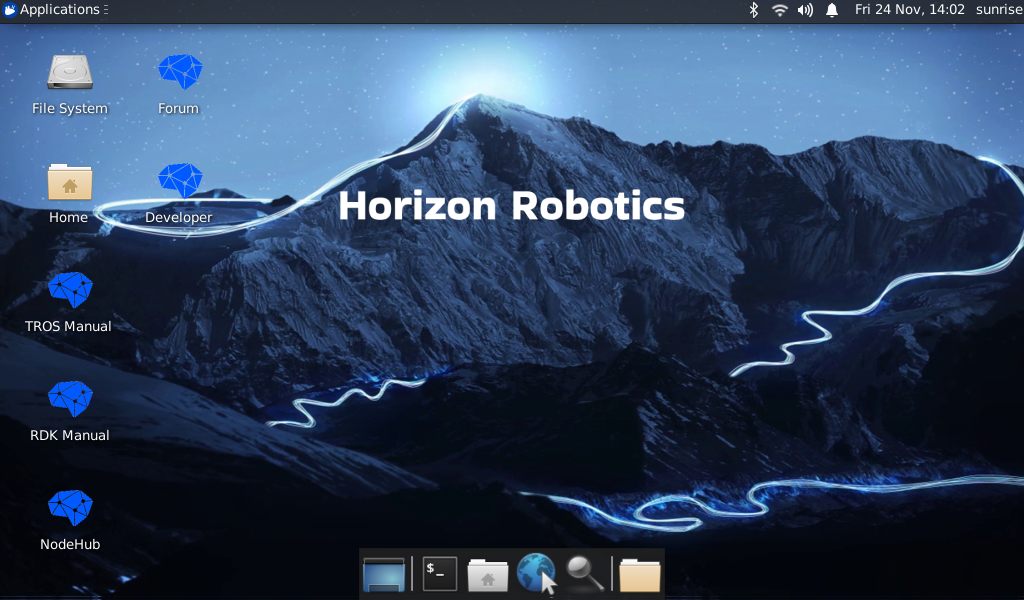 Applications
Fri 24 Nov, 14:02 sunrise
File System
Forum
Home
Developer
Horizon Robotics
TROS Manual
RDK Manual
NodeHub
$_